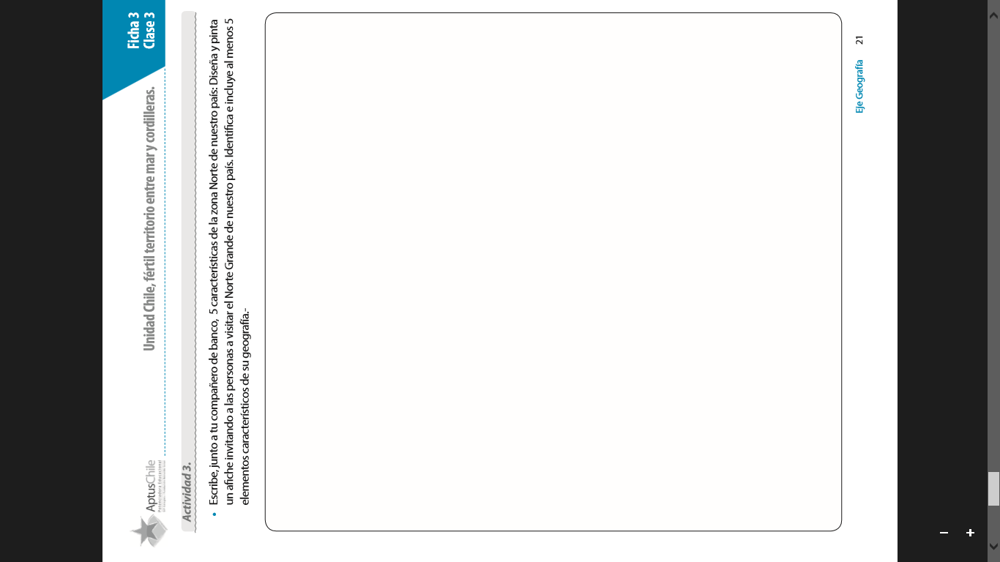 Ficha 3
Clase 3
Unidad Chile, fértil territorio entre mar y cordilleras.
AptusChile
Actividad 3.
• Escribe, junto a tu compañero de banco, 5 características de la zona Norte de nuestro país: Diseña y pinta
un afiche invitando a las personas a visitar el Norte Grande de nuestro país. Identifica e incluye al menos 5
elementos característicos de su geografía.-
Eje Geografía 21